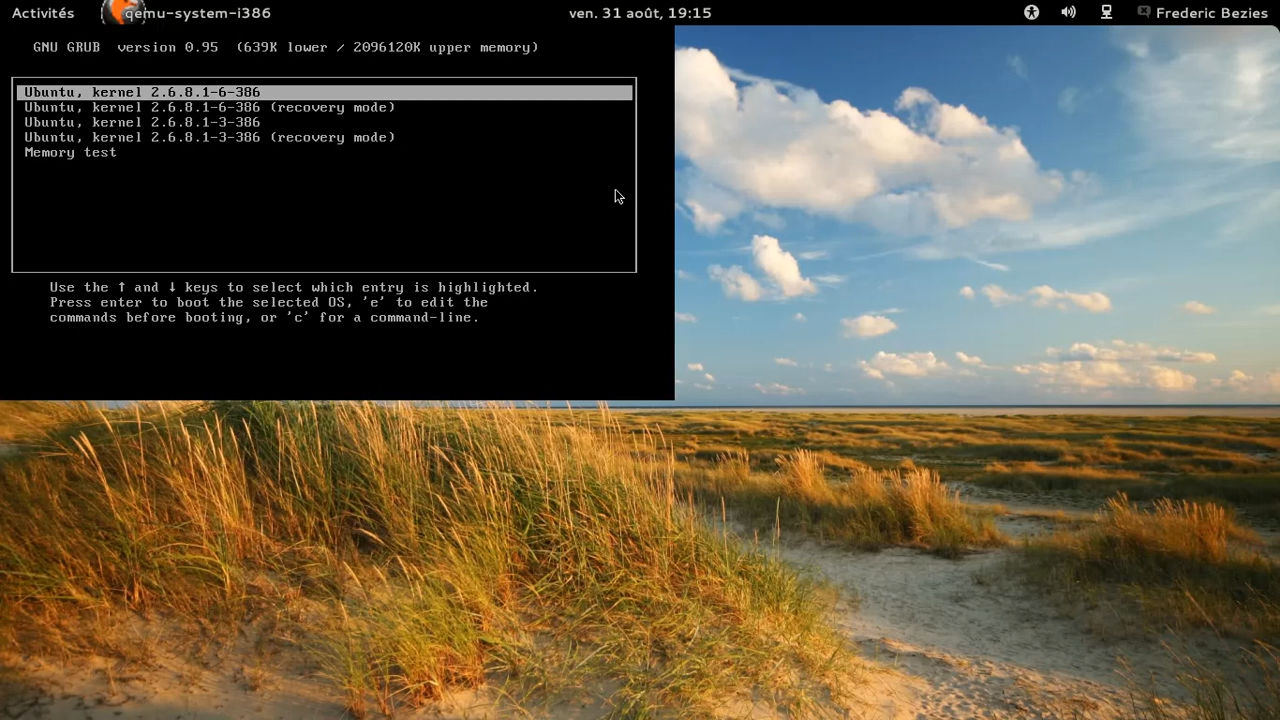 Activités qemu-system-i386 ven. 31 août, 19:15 Frederic Bezies
GNU GRUB version 0.95 (639K lower / 2096120K upper memory)
Ubuntu, kernel 2.6.8.1-6-386
Ubuntu, kernel 2.6.8.1-6-386 (recovery mode)
Ubuntu, kernel 2.6.8.1-3-386
Ubuntu, kernel 2.6.8.1-3-386 (recovery mode)
Memory test
Use the ↑ and ↓ keys to select which entry is highlighted.
Press enter to boot the selected OS, 'e' to edit the
commands before booting, or 'c' for a command-line.